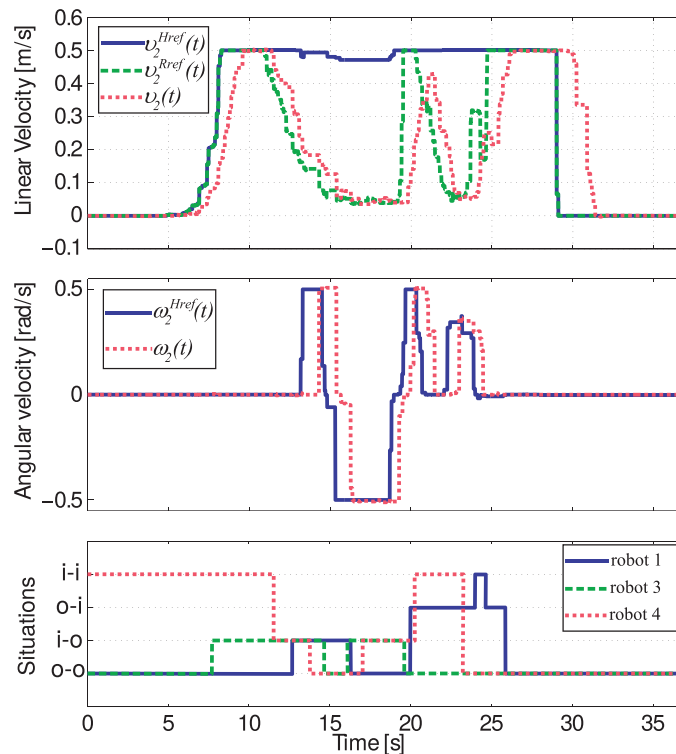 Linear Velocity [m/s]
0.6
0.5
0.4
0.3
0.2
0.1
0
−0.1
υ₂ᴴʳᵉᶠ(t)
υ₂ᴿʳᵉᶠ(t)
υ₂(t)
Angular velocity [rad/s]
0.5
0
−0.5
ω₂ᴴʳᵉᶠ(t)
ω₂(t)
Situations
i-i
o-i
i-o
o-o
robot 1
robot 3
robot 4
0 5 10 15 20 25 30 35
Time [s]